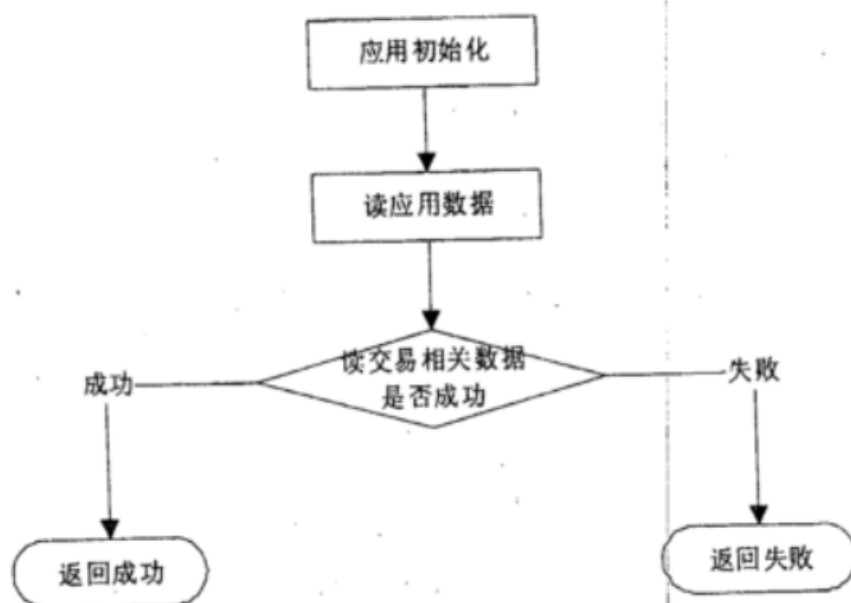 应用初始化
读应用数据
读交易相关数据
是否成功
成功
失败
返回成功
返回失败